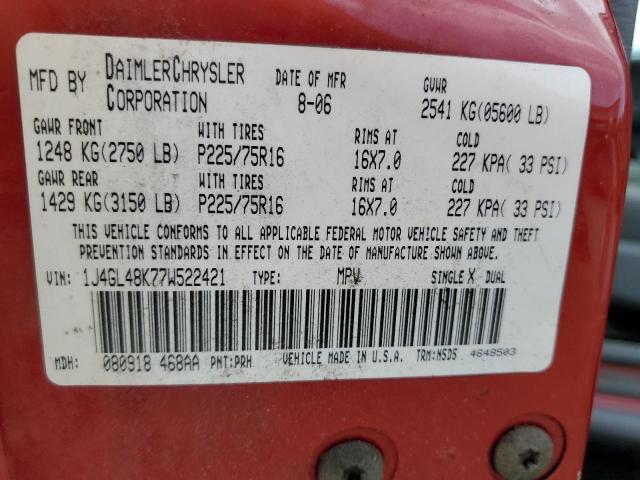 MFD BY DAIMLERCHRYSLER CORPORATION DATE OF MFR 8-06 GVWR 2541 KG(05600 LB)
GAWR FRONT WITH TIRES RIMS AT COLD
1248 KG(2750 LB) P225/75R16 16X7.0 227 KPA( 33 PSI)
GAWR REAR WITH TIRES RIMS AT COLD
1429 KG(3150 LB) P225/75R16 16X7.0 227 KPA( 33 PSI)
THIS VEHICLE CONFORMS TO ALL APPLICABLE FEDERAL MOTOR VEHICLE SAFETY AND THEFT
PREVENTION STANDARDS IN EFFECT ON THE DATE OF MANUFACTURE SHOWN ABOVE.
VIN: 1J4GL48K77W522421 TYPE: MPV SINGLE X DUAL
MDH: 080918 468AA PNT:PRH VEHICLE MADE IN U.S.A. TRM:NSD5 4648503